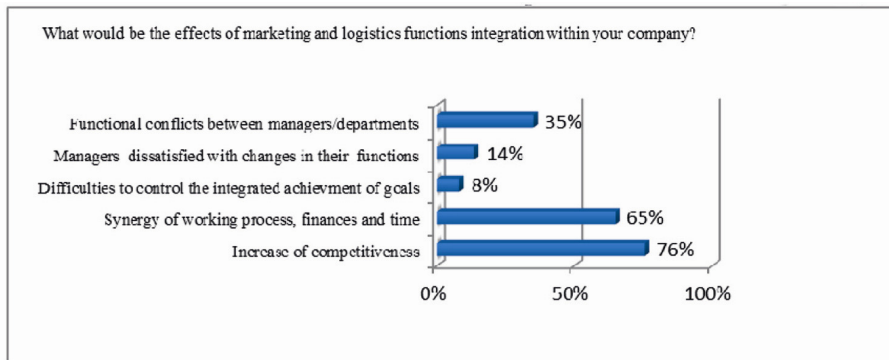 What would be the effects of marketing and logistics functions integration within your company?
Functional conflicts between managers/departments 35%
Managers dissatisfied with changes in their functions 14%
Difficulties to control the integrated achievment of goals 8%
Synergy of working process, finances and time 65%
Increase of competitiveness 76%
0% 50% 100%